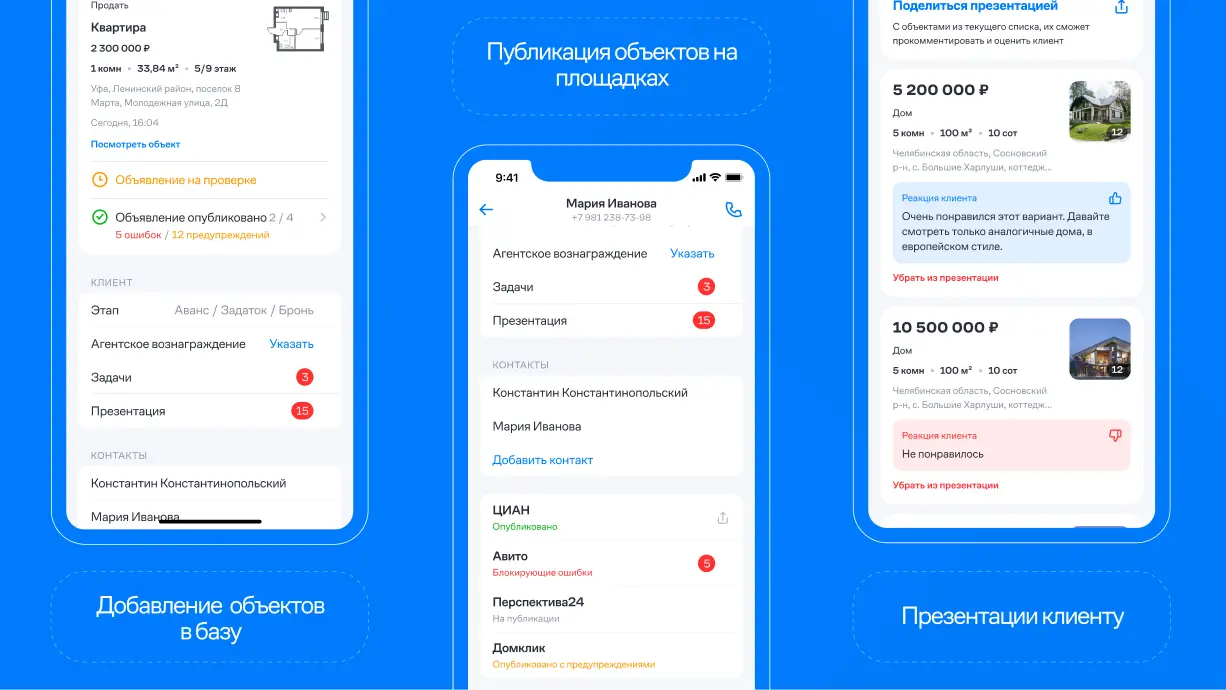 Продать
Квартира
2 300 000 ₽
1 комн • 33,84 м² • 5/9 этаж
Уфа, Ленинский район, поселок 8
Марта, Молодежная улица, 2Д
Сегодня, 16:04
Посмотреть объект
Объявление на проверке
Объявление опубликовано 2 / 4
5 ошибок / 12 предупреждений
КЛИЕНТ
Этап Аванс / Задаток / Бронь
Агентское вознаграждение Указать
Задачи 3
Презентация 15
КОНТАКТЫ
Константин Константинопольский
Мария Иванова
Добавление объектов
в базу
Публикация объектов на
площадках
9:41
Мария Иванова
+7 981 238-73-98
Агентское вознаграждение Указать
Задачи 3
Презентация 15
КОНТАКТЫ
Константин Константинопольский
Мария Иванова
Добавить контакт
ЦИАН
Опубликовано
Авито
Блокирующие ошибки 5
Перспектива24
На публикации
Домклик
Опубликовано с предупреждениями
Поделиться презентацией
С объектами из текущего списка, их сможет
прокомментировать и оценить клиент
5 200 000 ₽
Дом
5 комн • 100 м² • 10 сот
12
Челябинская область, Сосновский
р-н, с. Большие Харлуши, коттедж...
Реакция клиента
Очень понравился этот вариант. Давайте
смотреть только аналогичные дома, в
европейском стиле.
Убрать из презентации
10 500 000 ₽
Дом
5 комн • 100 м² • 10 сот
12
Челябинская область, Сосновский
р-н, с. Большие Харлуши, коттедж...
Реакция клиента
Не понравилось
Убрать из презентации
Презентации клиенту